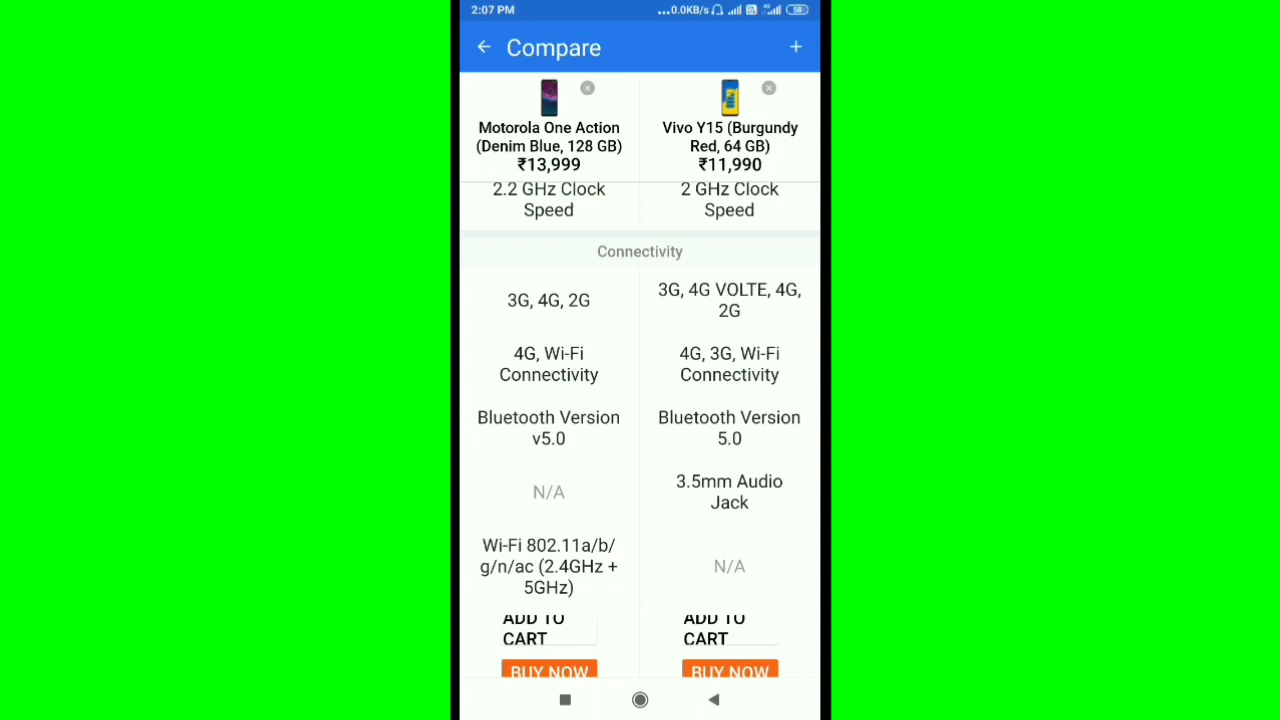 2:07 PM
...0.0KB/s
4G
50
Compare
Motorola One Action
(Denim Blue, 128 GB)
₹13,999
Vivo Y15 (Burgundy
Red, 64 GB)
₹11,990
2.2 GHz Clock
Speed
2 GHz Clock
Speed
Connectivity
3G, 4G, 2G
3G, 4G VOLTE, 4G,
2G
4G, Wi-Fi
Connectivity
4G, 3G, Wi-Fi
Connectivity
Bluetooth Version
v5.0
Bluetooth Version
5.0
N/A
3.5mm Audio
Jack
Wi-Fi 802.11a/b/
g/n/ac (2.4GHz +
5GHz)
N/A
ADD TO
CART
ADD TO
CART
BUY NOW
BUY NOW